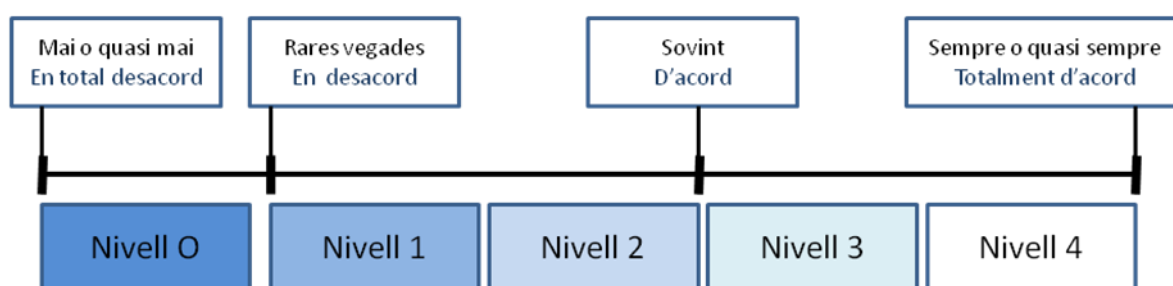 Mai o quasi mai
En total desacord
Rares vegades
En desacord
Sovint
D'acord
Sempre o quasi sempre
Totalment d'acord
Nivell O
Nivell 1
Nivell 2
Nivell 3
Nivell 4